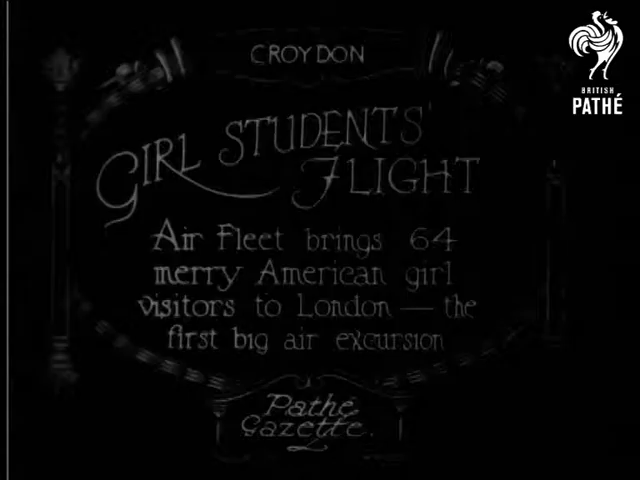 CROYDON
BRITISH
PATHÉ
GIRL STUDENTS'
FLIGHT
Air Fleet brings 64
merry American girl
visitors to London — the
first big air excursion
Pathé
Gazette.